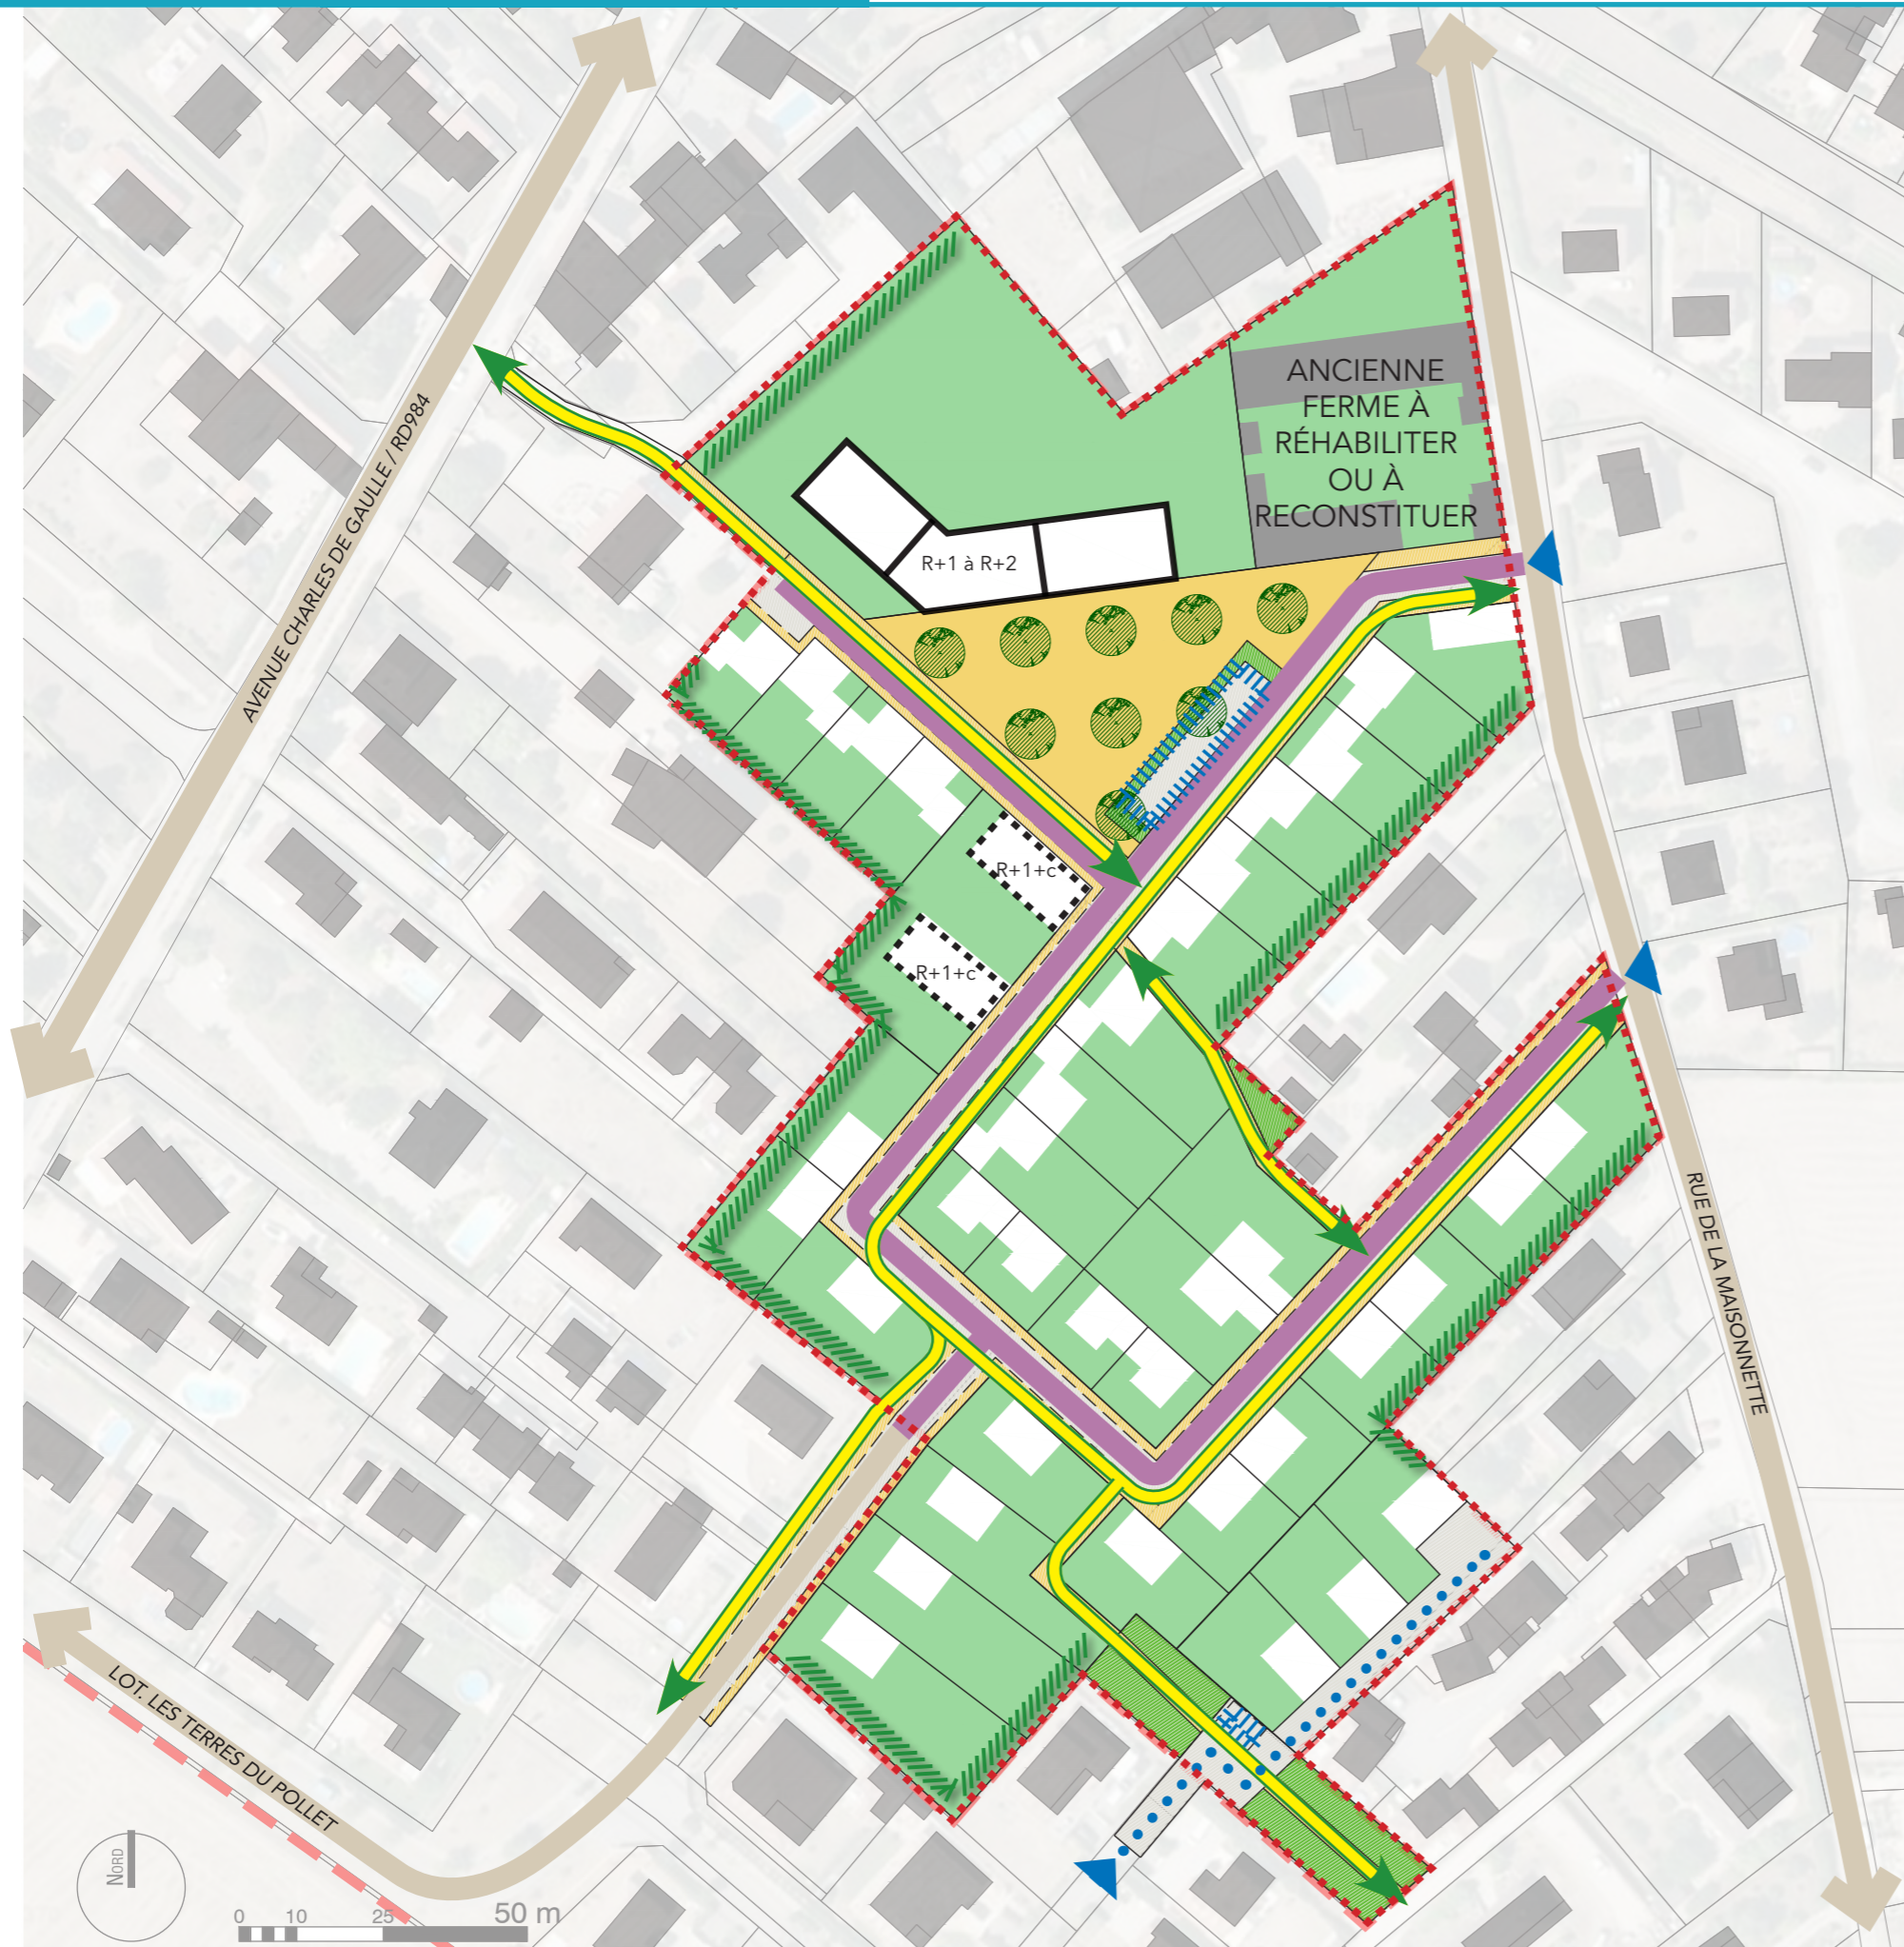 ANCIENNE
FERME À
RÉHABILITER
OU À
RECONSTITUER
AVENUE CHARLES DE GAULLE / RD984
R+1 à R+2
R+1+c
R+1+c
RUE DE LA MAISONNETTE
LOT. LES TERRES DU POLLET
NORD
0 10 25 50 m